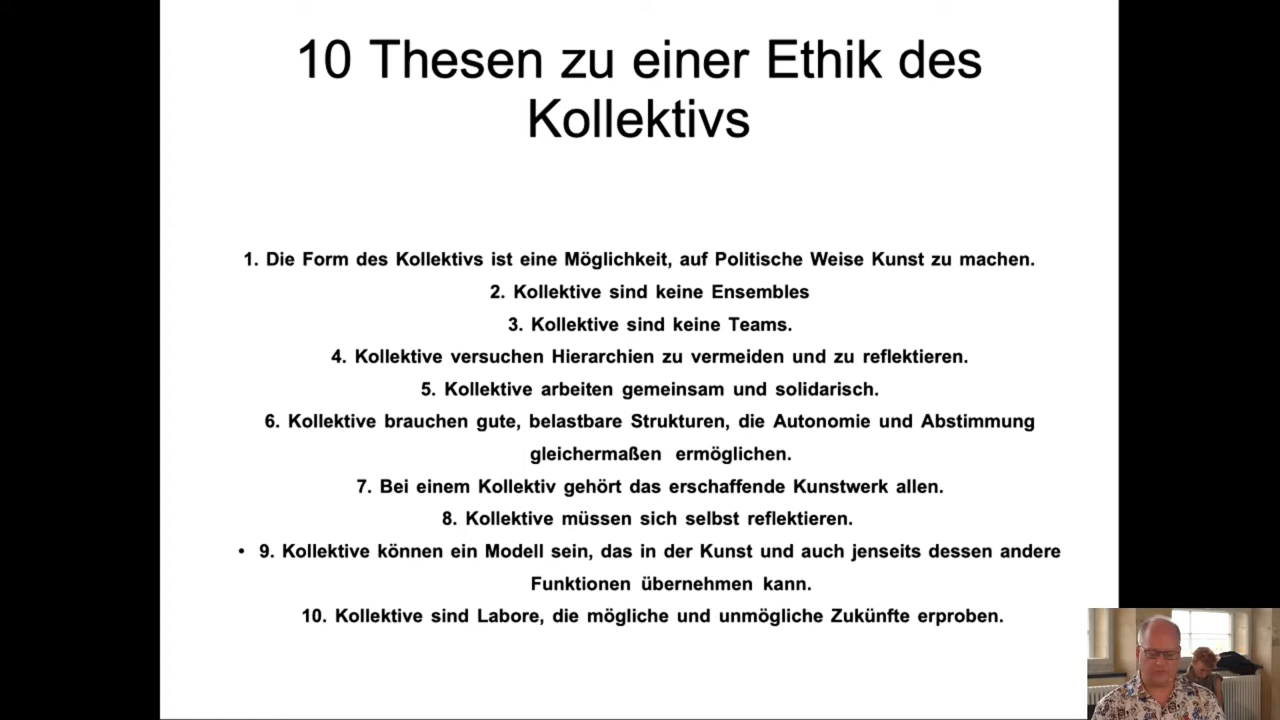 10 Thesen zu einer Ethik des
Kollektivs
1. Die Form des Kollektivs ist eine Möglichkeit, auf Politische Weise Kunst zu machen.
2. Kollektive sind keine Ensembles
3. Kollektive sind keine Teams.
4. Kollektive versuchen Hierarchien zu vermeiden und zu reflektieren.
5. Kollektive arbeiten gemeinsam und solidarisch.
6. Kollektive brauchen gute, belastbare Strukturen, die Autonomie und Abstimmung
gleichermaßen ermöglichen.
7. Bei einem Kollektiv gehört das erschaffende Kunstwerk allen.
8. Kollektive müssen sich selbst reflektieren.
• 9. Kollektive können ein Modell sein, das in der Kunst und auch jenseits dessen andere
Funktionen übernehmen kann.
10. Kollektive sind Labore, die mögliche und unmögliche Zukünfte erproben.